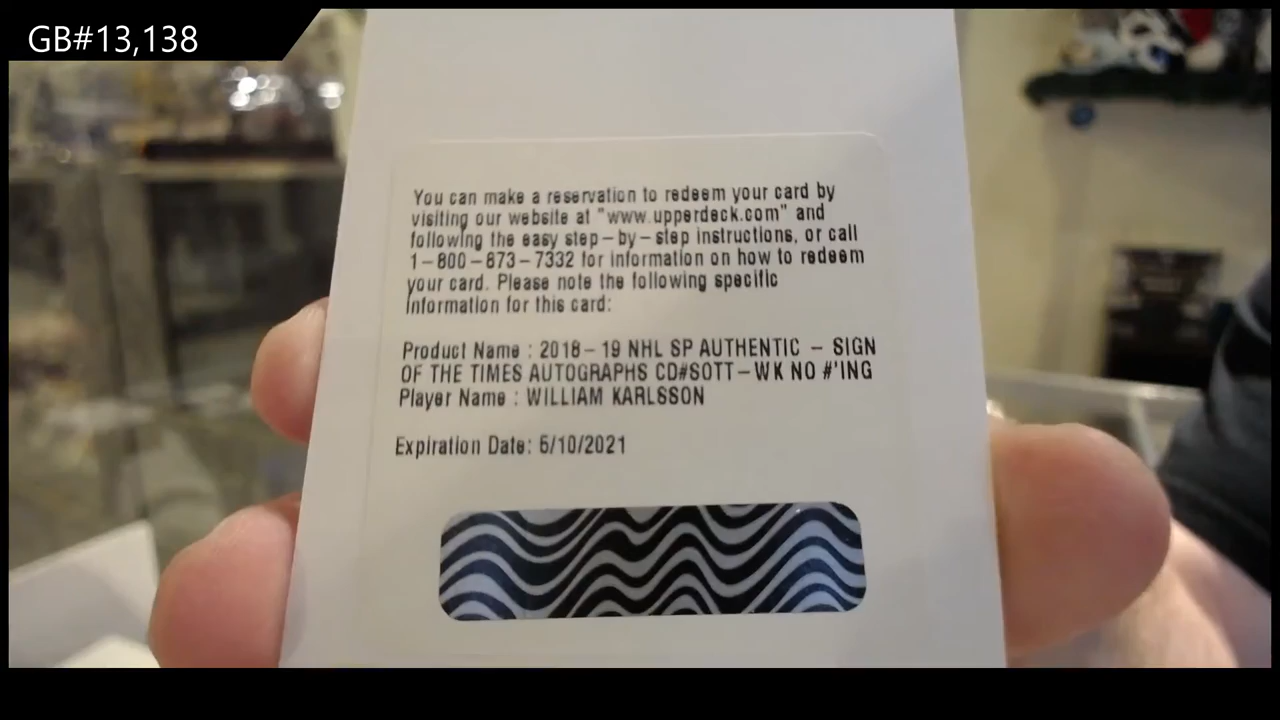 GB#13,138
You can make a reservation to redeem your card by
visiting our website at "www.upperdeck.com" and
following the easy step-by-step instructions, or call
1-800-873-7332 for information on how to redeem
your card. Please note the following specific
information for this card:
Product Name : 2018-19 NHL SP AUTHENTIC - SIGN
OF THE TIMES AUTOGRAPHS CD#SOTT-WK NO #'ING
Player Name : WILLIAM KARLSSON
Expiration Date: 5/10/2021